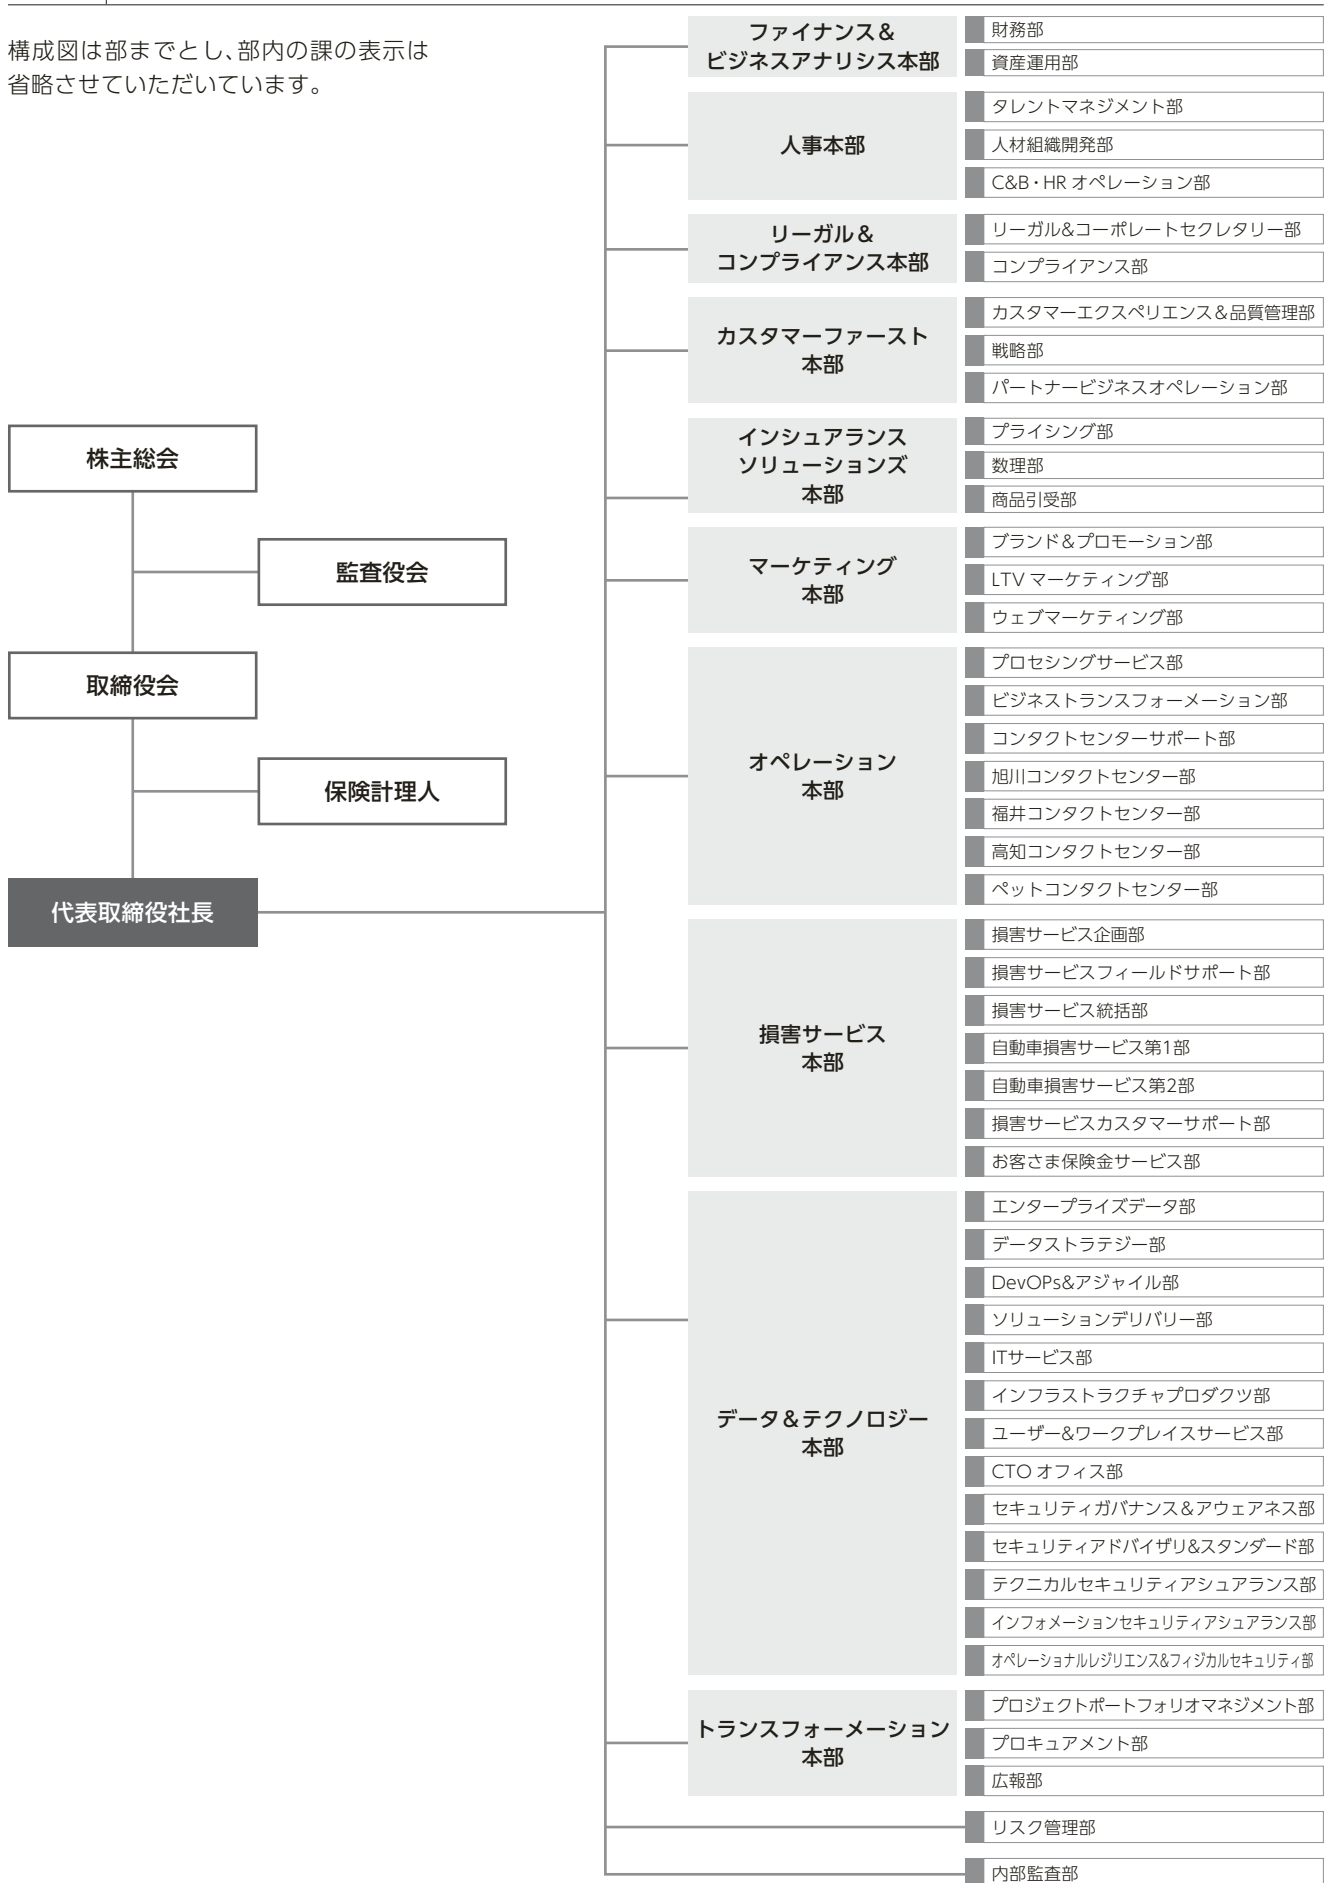 構成図は部までとし、部内の課の表示は
省略させていただいています。
株主総会
監査役会
取締役会
保険計理人
代表取締役社長
ファイナンス＆
ビジネスアナリシス本部
財務部
資産運用部
人事本部
タレントマネジメント部
人材組織開発部
C&B・HR オペレーション部
リーガル＆
コンプライアンス本部
リーガル&コーポレートセクレタリー部
コンプライアンス部
カスタマーファースト
本部
カスタマーエクスペリエンス＆品質管理部
戦略部
パートナービジネスオペレーション部
インシュアランス
ソリューションズ
本部
プライシング部
数理部
商品引受部
マーケティング
本部
ブランド＆プロモーション部
LTV マーケティング部
ウェブマーケティング部
オペレーション
本部
プロセシングサービス部
ビジネストランスフォーメーション部
コンタクトセンターサポート部
旭川コンタクトセンター部
福井コンタクトセンター部
高知コンタクトセンター部
ペットコンタクトセンター部
損害サービス
本部
損害サービス企画部
損害サービスフィールドサポート部
損害サービス統括部
自動車損害サービス第1部
自動車損害サービス第2部
損害サービスカスタマーサポート部
お客さま保険金サービス部
データ＆テクノロジー
本部
エンタープライズデータ部
データストラテジー部
DevOPs&アジャイル部
ソリューションデリバリー部
ITサービス部
インフラストラクチャプロダクツ部
ユーザー&ワークプレイスサービス部
CTO オフィス部
セキュリティガバナンス＆アウェアネス部
セキュリティアドバイザリ&スタンダード部
テクニカルセキュリティアシュアランス部
インフォメーションセキュリティアシュアランス部
オペレーショナルレジリエンス&フィジカルセキュリティ部
トランスフォーメーション
本部
プロジェクトポートフォリオマネジメント部
プロキュアメント部
広報部
リスク管理部
内部監査部